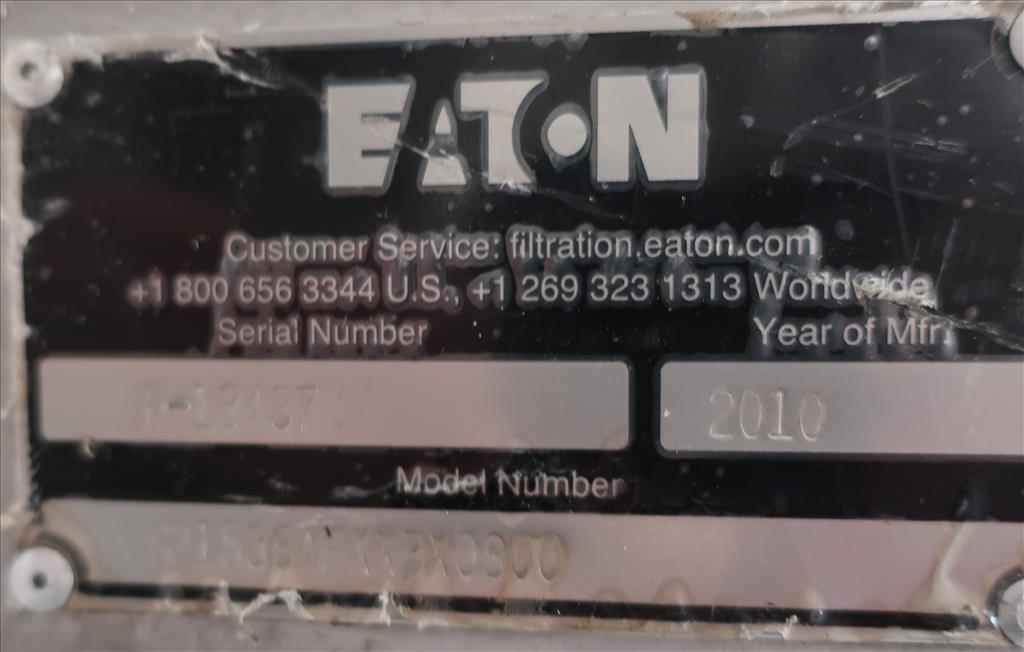 EATON
Customer Service: filtration.eaton.com
+1 800 656 3344 U.S., +1 269 323 1313 Worldwide
Serial Number
Year of Mfr.
2010
Model Number